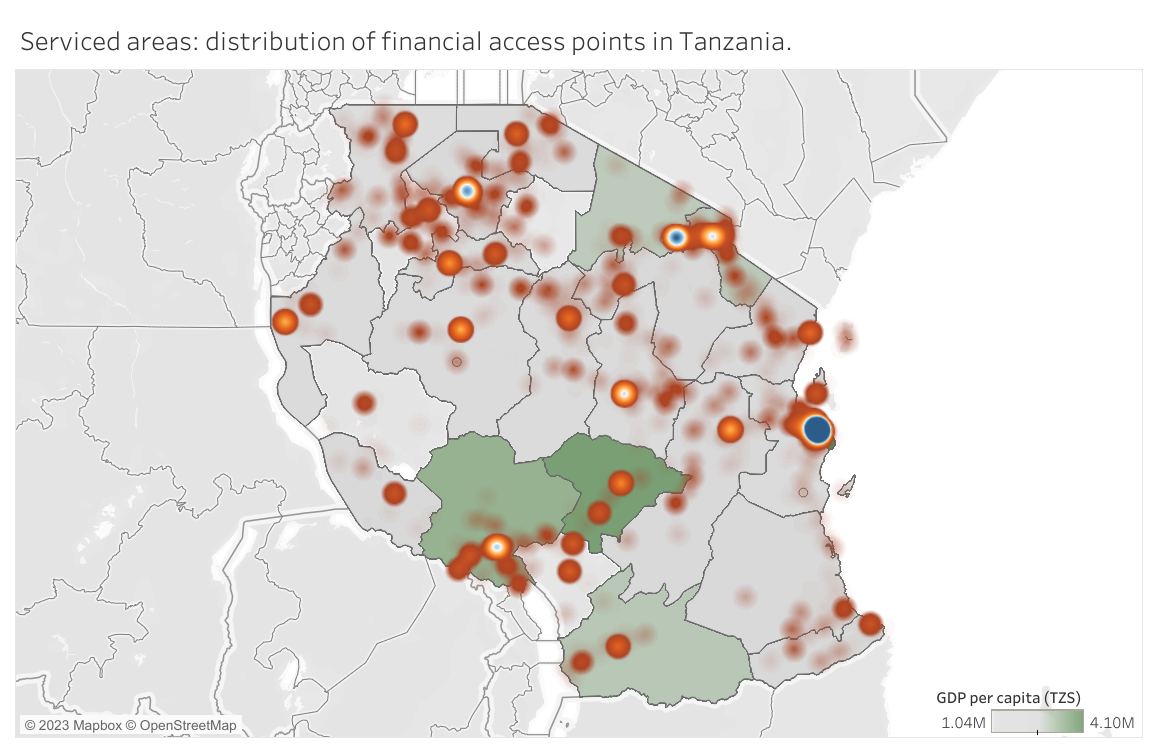 Serviced areas: distribution of financial access points in Tanzania.
GDP per capita (TZS)
1.04M 4.10M
© 2023 Mapbox © OpenStreetMap